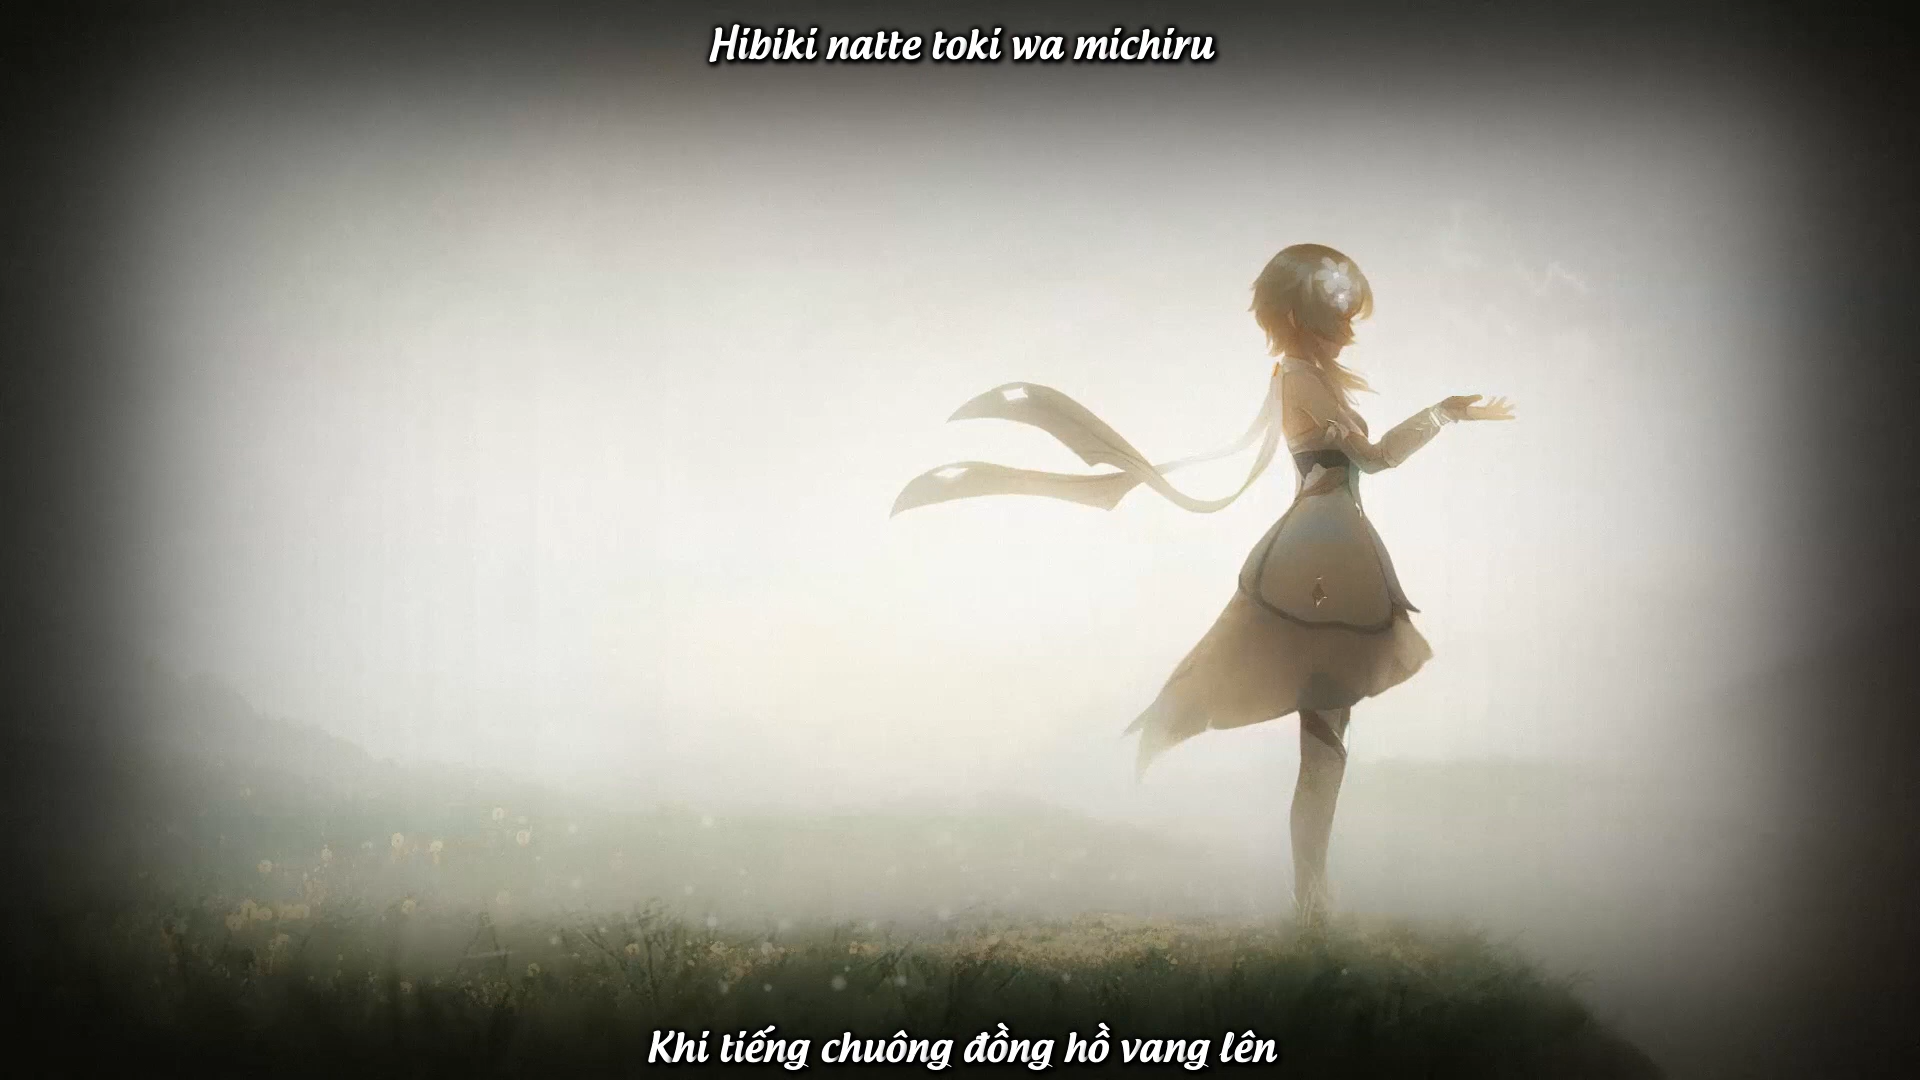 Hibiki natte toki wa michiru
Khi tiếng chuông đồng hồ vang lên